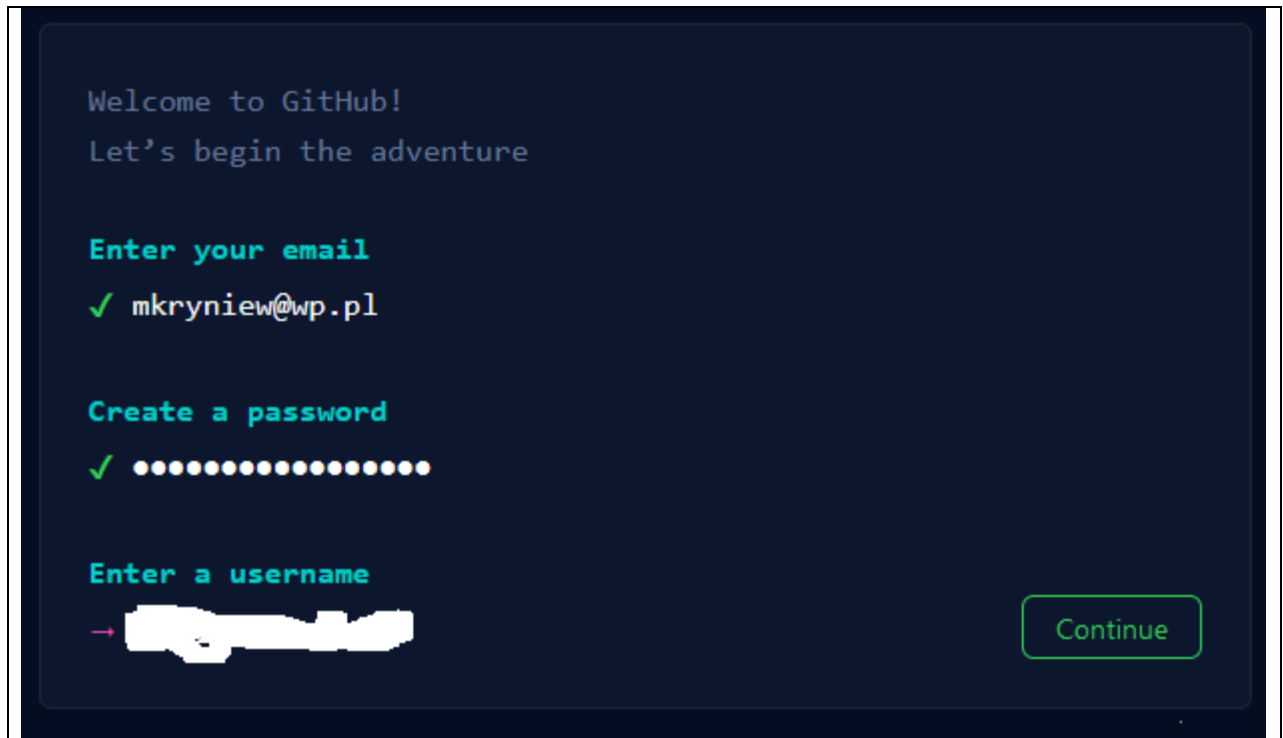 Welcome to GitHub!
Let’s begin the adventure
Enter your email
✓ mkryniew@wp.pl
Create a password
✓ •••••••••••••••••
Enter a username
→
Continue